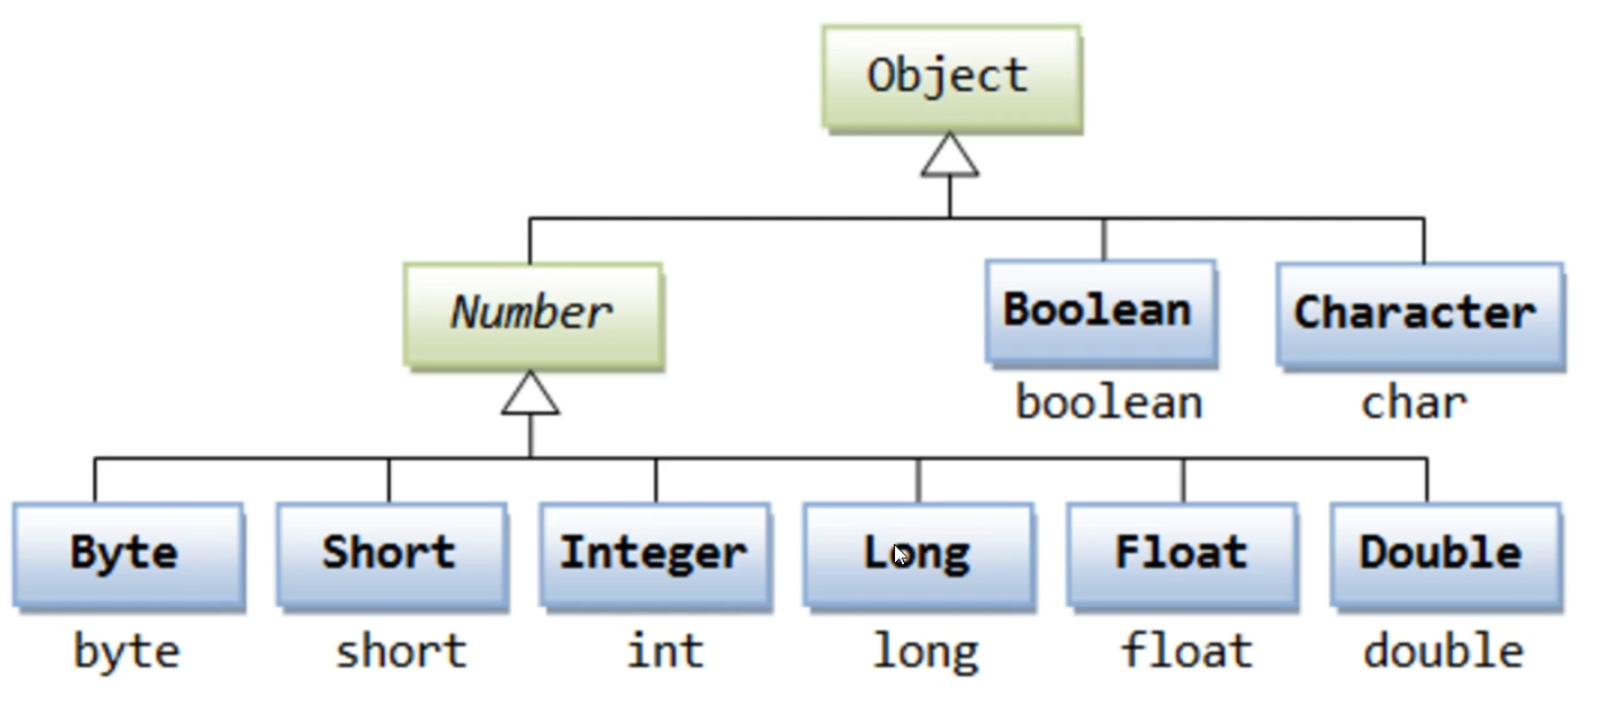 Object
Number
Boolean
Character
boolean
char
Byte
Short
Integer
Long
Float
Double
byte
short
int
long
float
double